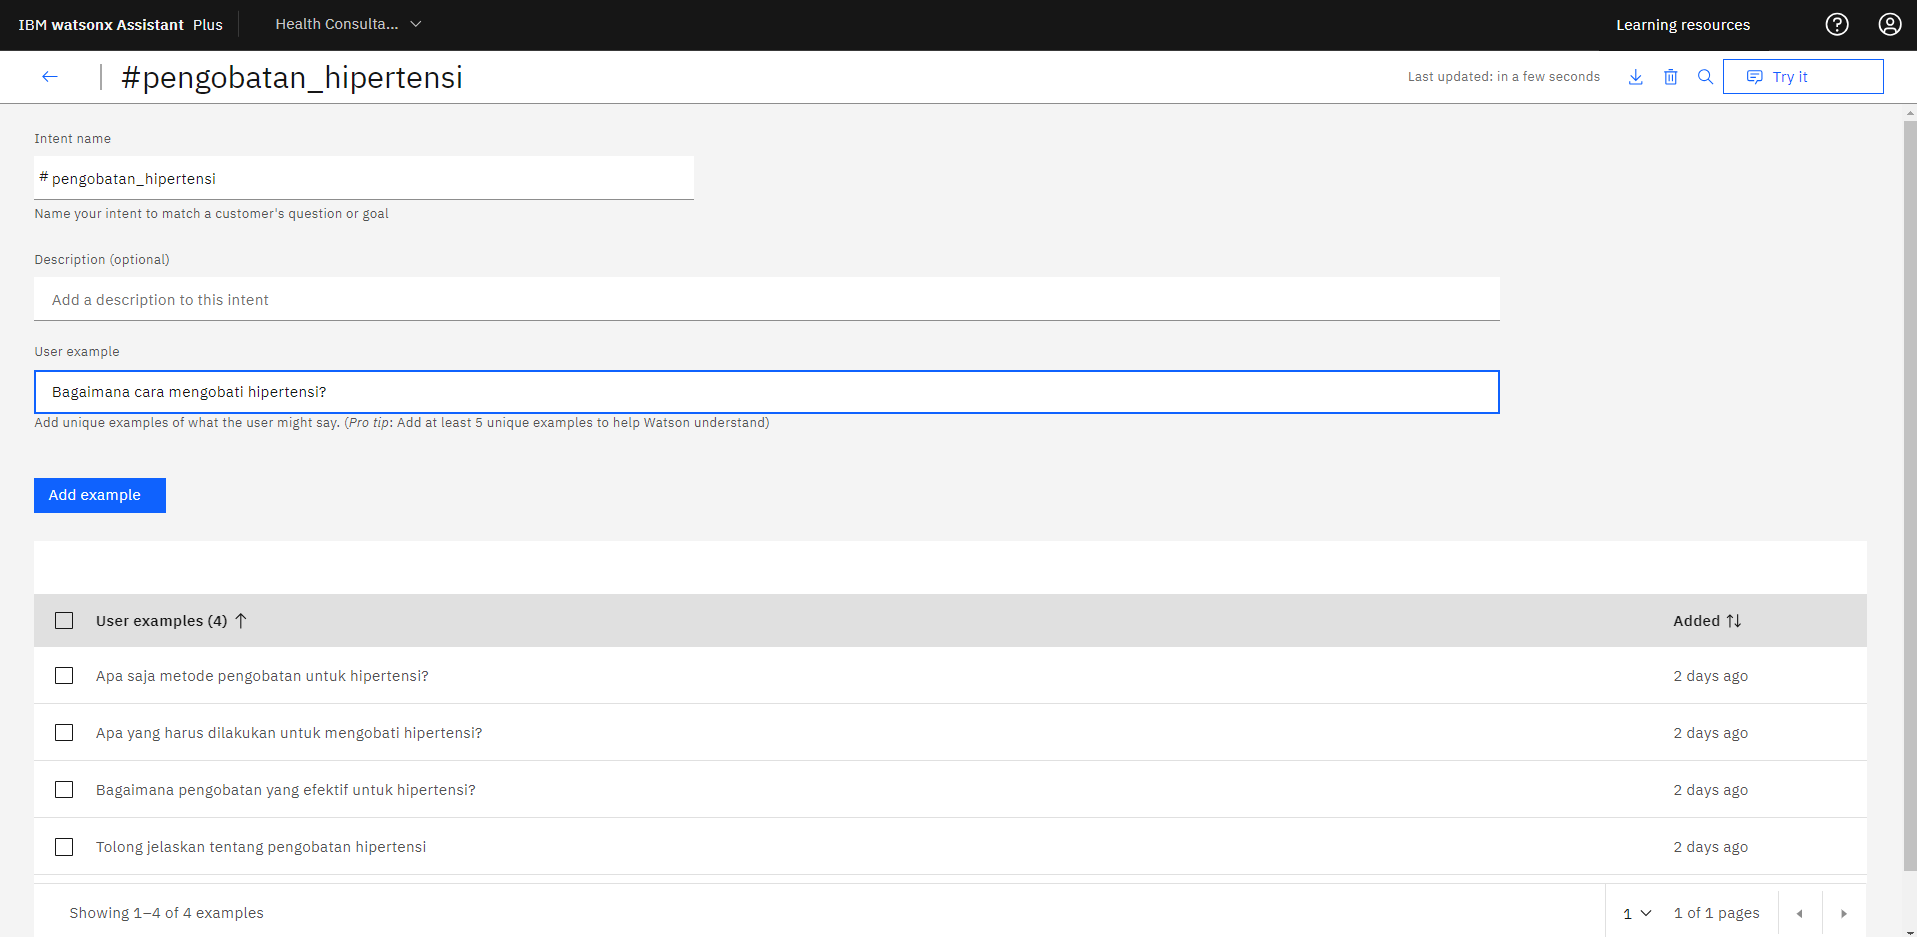 IBM watsonx Assistant Plus
Health Consulta...
Learning resources
#pengobatan_hipertensi
Last updated: in a few seconds
Try it
Intent name
# pengobatan_hipertensi
Name your intent to match a customer's question or goal
Description (optional)
Add a description to this intent
User example
Bagaimana cara mengobati hipertensi?
Add unique examples of what the user might say. (Pro tip: Add at least 5 unique examples to help Watson understand)
Add example
User examples (4)
Added
Apa saja metode pengobatan untuk hipertensi?
2 days ago
Apa yang harus dilakukan untuk mengobati hipertensi?
2 days ago
Bagaimana pengobatan yang efektif untuk hipertensi?
2 days ago
Tolong jelaskan tentang pengobatan hipertensi
2 days ago
Showing 1–4 of 4 examples
1
1 of 1 pages